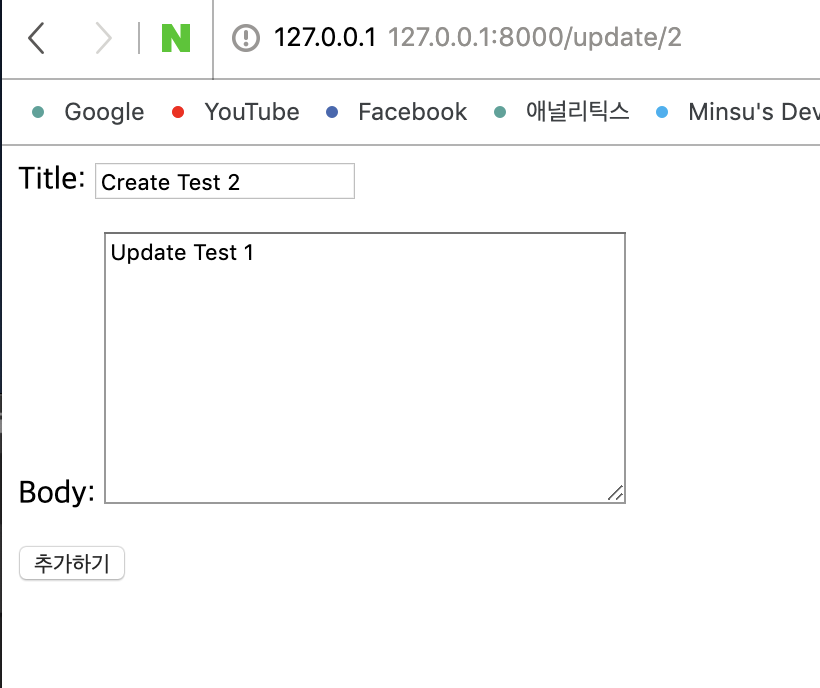 N 127.0.0.1 127.0.0.1:8000/update/2
Google YouTube Facebook 애널리틱스 Minsu's Dev
Title: Create Test 2
Update Test 1
Body:
추가하기